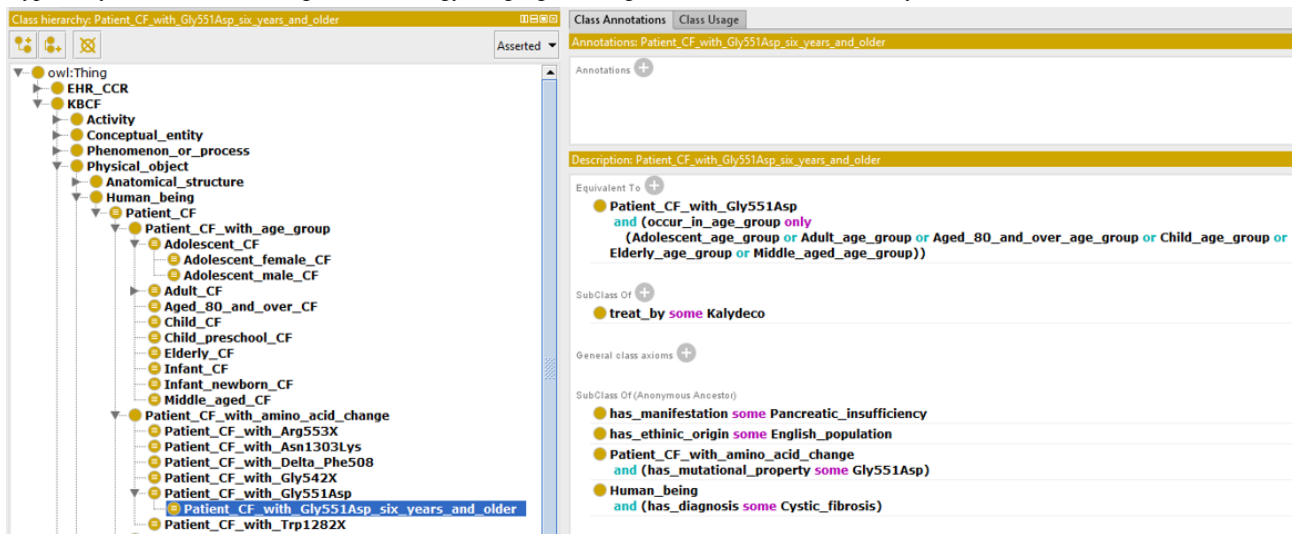 Class hierarchy: Patient_CF_with_Gly551Asp_six_years_and_older
Asserted
owl:Thing
EHR_CCR
KBCF
Activity
Conceptual_entity
Phenomenon_or_process
Physical_object
Anatomical_structure
Human_being
Patient_CF
Patient_CF_with_age_group
Adolescent_CF
Adolescent_female_CF
Adolescent_male_CF
Adult_CF
Aged_80_and_over_CF
Child_CF
Child_preschool_CF
Elderly_CF
Infant_CF
Infant_newborn_CF
Middle_aged_CF
Patient_CF_with_amino_acid_change
Patient_CF_with_Arg553X
Patient_CF_with_Asn1303Lys
Patient_CF_with_Delta_Phe508
Patient_CF_with_Gly542X
Patient_CF_with_Gly551Asp
Patient_CF_with_Gly551Asp_six_years_and_older
Patient_CF_with_Trp1282X
Class Annotations Class Usage
Annotations: Patient_CF_with_Gly551Asp_six_years_and_older
Annotations
Description: Patient_CF_with_Gly551Asp_six_years_and_older
Equivalent To
Patient_CF_with_Gly551Asp
and (occur_in_age_group only
(Adolescent_age_group or Adult_age_group or Aged_80_and_over_age_group or Child_age_group or
Elderly_age_group or Middle_aged_age_group))
SubClass Of
treat_by some Kalydeco
General class axioms
SubClass Of (Anonymous Ancestor)
has_manifestation some Pancreatic_insufficiency
has_ethinic_origin some English_population
Patient_CF_with_amino_acid_change
and (has_mutational_property some Gly551Asp)
Human_being
and (has_diagnosis some Cystic_fibrosis)